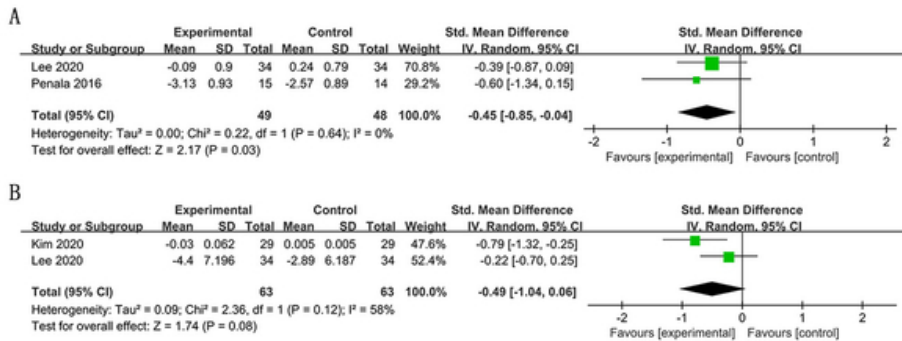 A
Experimental Control Std. Mean Difference Std. Mean Difference
Study or Subgroup Mean SD Total Mean SD Total Weight IV. Random. 95% CI IV. Random. 95% CI
Lee 2020 -0.09 0.9 34 0.24 0.79 34 70.8% -0.39 [-0.87, 0.09]
Penala 2016 -3.13 0.93 15 -2.57 0.89 14 29.2% -0.60 [-1.34, 0.15]
Total (95% CI) 49 48 100.0% -0.45 [-0.85, -0.04]
Heterogeneity: Tau² = 0.00; Chi² = 0.22, df = 1 (P = 0.64); I² = 0%
Test for overall effect: Z = 2.17 (P = 0.03)
-2 -1 0 1 2
Favours [experimental] Favours [control]
B
Experimental Control Std. Mean Difference Std. Mean Difference
Study or Subgroup Mean SD Total Mean SD Total Weight IV. Random. 95% CI IV. Random. 95% CI
Kim 2020 -0.03 0.062 29 0.005 0.005 29 47.6% -0.79 [-1.32, -0.25]
Lee 2020 -4.4 7.196 34 -2.89 6.187 34 52.4% -0.22 [-0.70, 0.25]
Total (95% CI) 63 63 100.0% -0.49 [-1.04, 0.06]
Heterogeneity: Tau² = 0.09; Chi² = 2.36, df = 1 (P = 0.12); I² = 58%
Test for overall effect: Z = 1.74 (P = 0.08)
-2 -1 0 1 2
Favours [experimental] Favours [control]